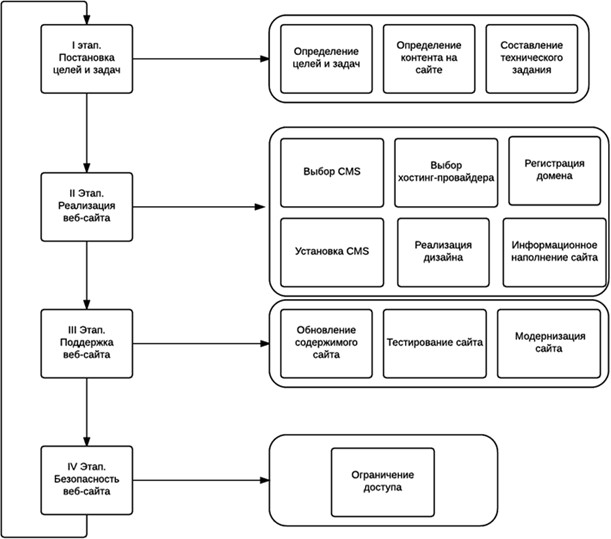 I этап.
Постановка
целей и задач
Определение
целей и задач
Определение
контента на
сайте
Составление
технического
задания
II Этап.
Реализация
веб-сайта
Выбор CMS
Выбор
хостинг-провайдера
Регистрация
домена
Установка CMS
Реализация
дизайна
Информационное
наполнение сайта
III Этап.
Поддержка
веб-сайта
Обновление
содержимого
сайта
Тестирование сайта
Модернизация
сайта
IV Этап.
Безопасность
веб-сайта
Ограничение
доступа